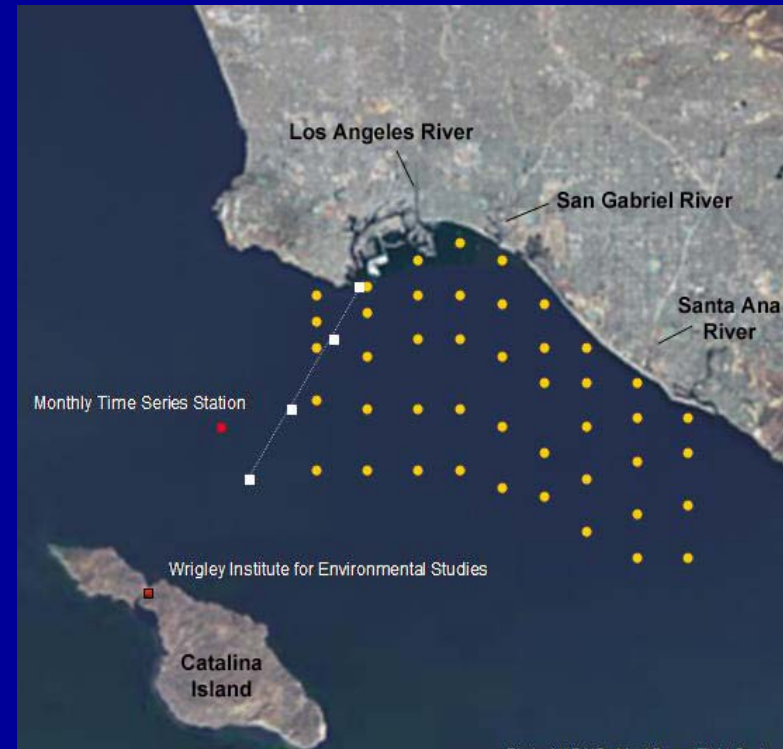 Los Angeles River
San Gabriel River
Santa Ana
River
Monthly Time Series Station
Wrigley Institute for Environmental Studies
Catalina
Island